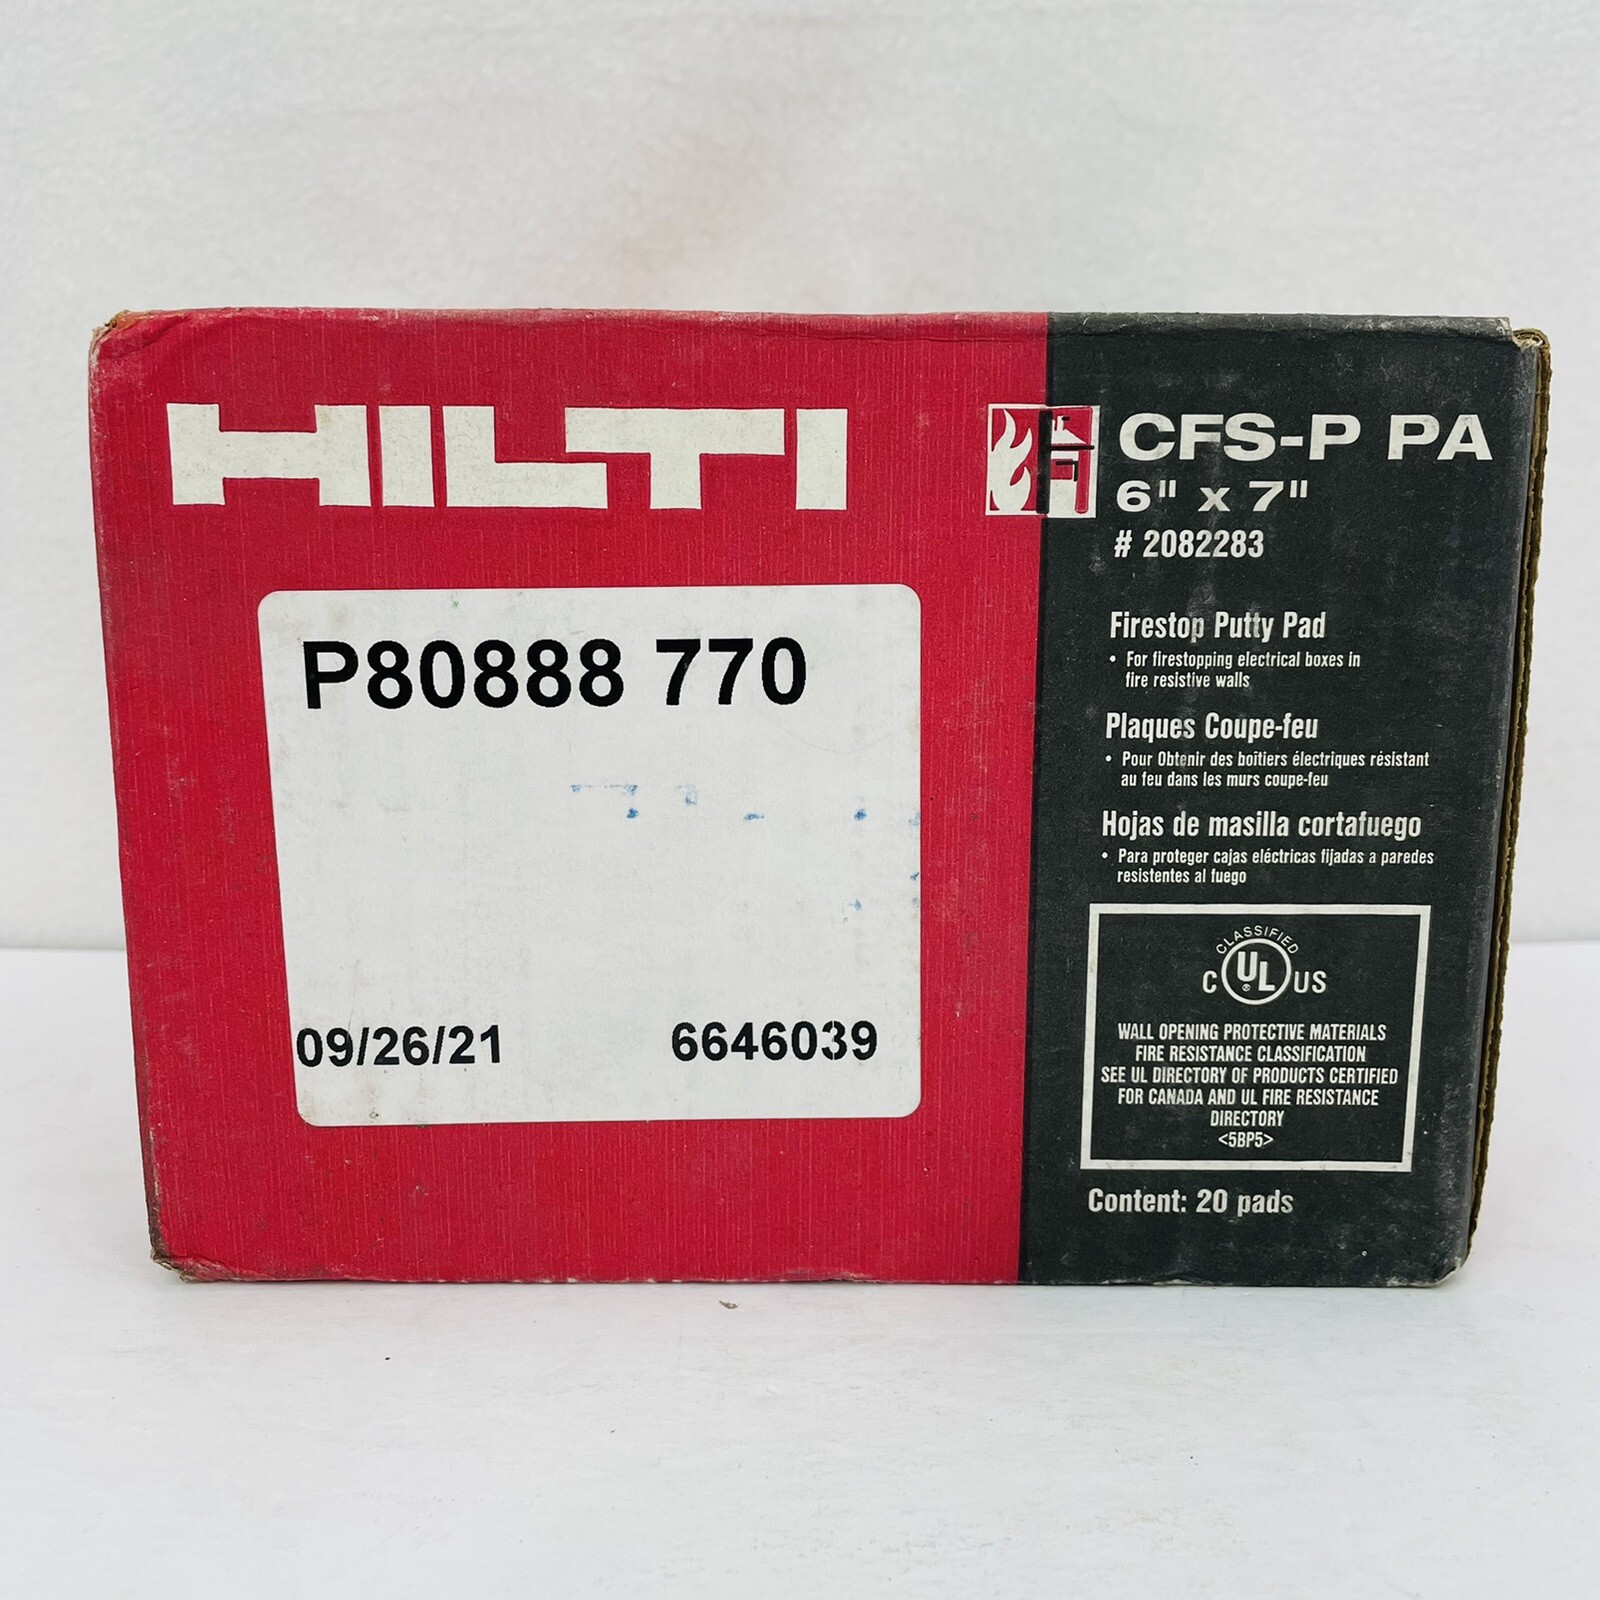 HILTI
CFS-P PA
6" x 7"
# 2082283
P80888 770
09/26/21 6646039
Firestop Putty Pad
• For firestopping electrical boxes in
fire resistive walls
Plaques Coupe-feu
• Pour Obtenir des boîtiers électriques résistant
au feu dans les murs coupe-feu
Hojas de masilla cortafuego
• Para proteger cajas eléctricas fijadas a paredes
resistentes al fuego
CLASSIFIED
C UL® US
WALL OPENING PROTECTIVE MATERIALS
FIRE RESISTANCE CLASSIFICATION
SEE UL DIRECTORY OF PRODUCTS CERTIFIED
FOR CANADA AND UL FIRE RESISTANCE
DIRECTORY
<5BP5>
Content: 20 pads